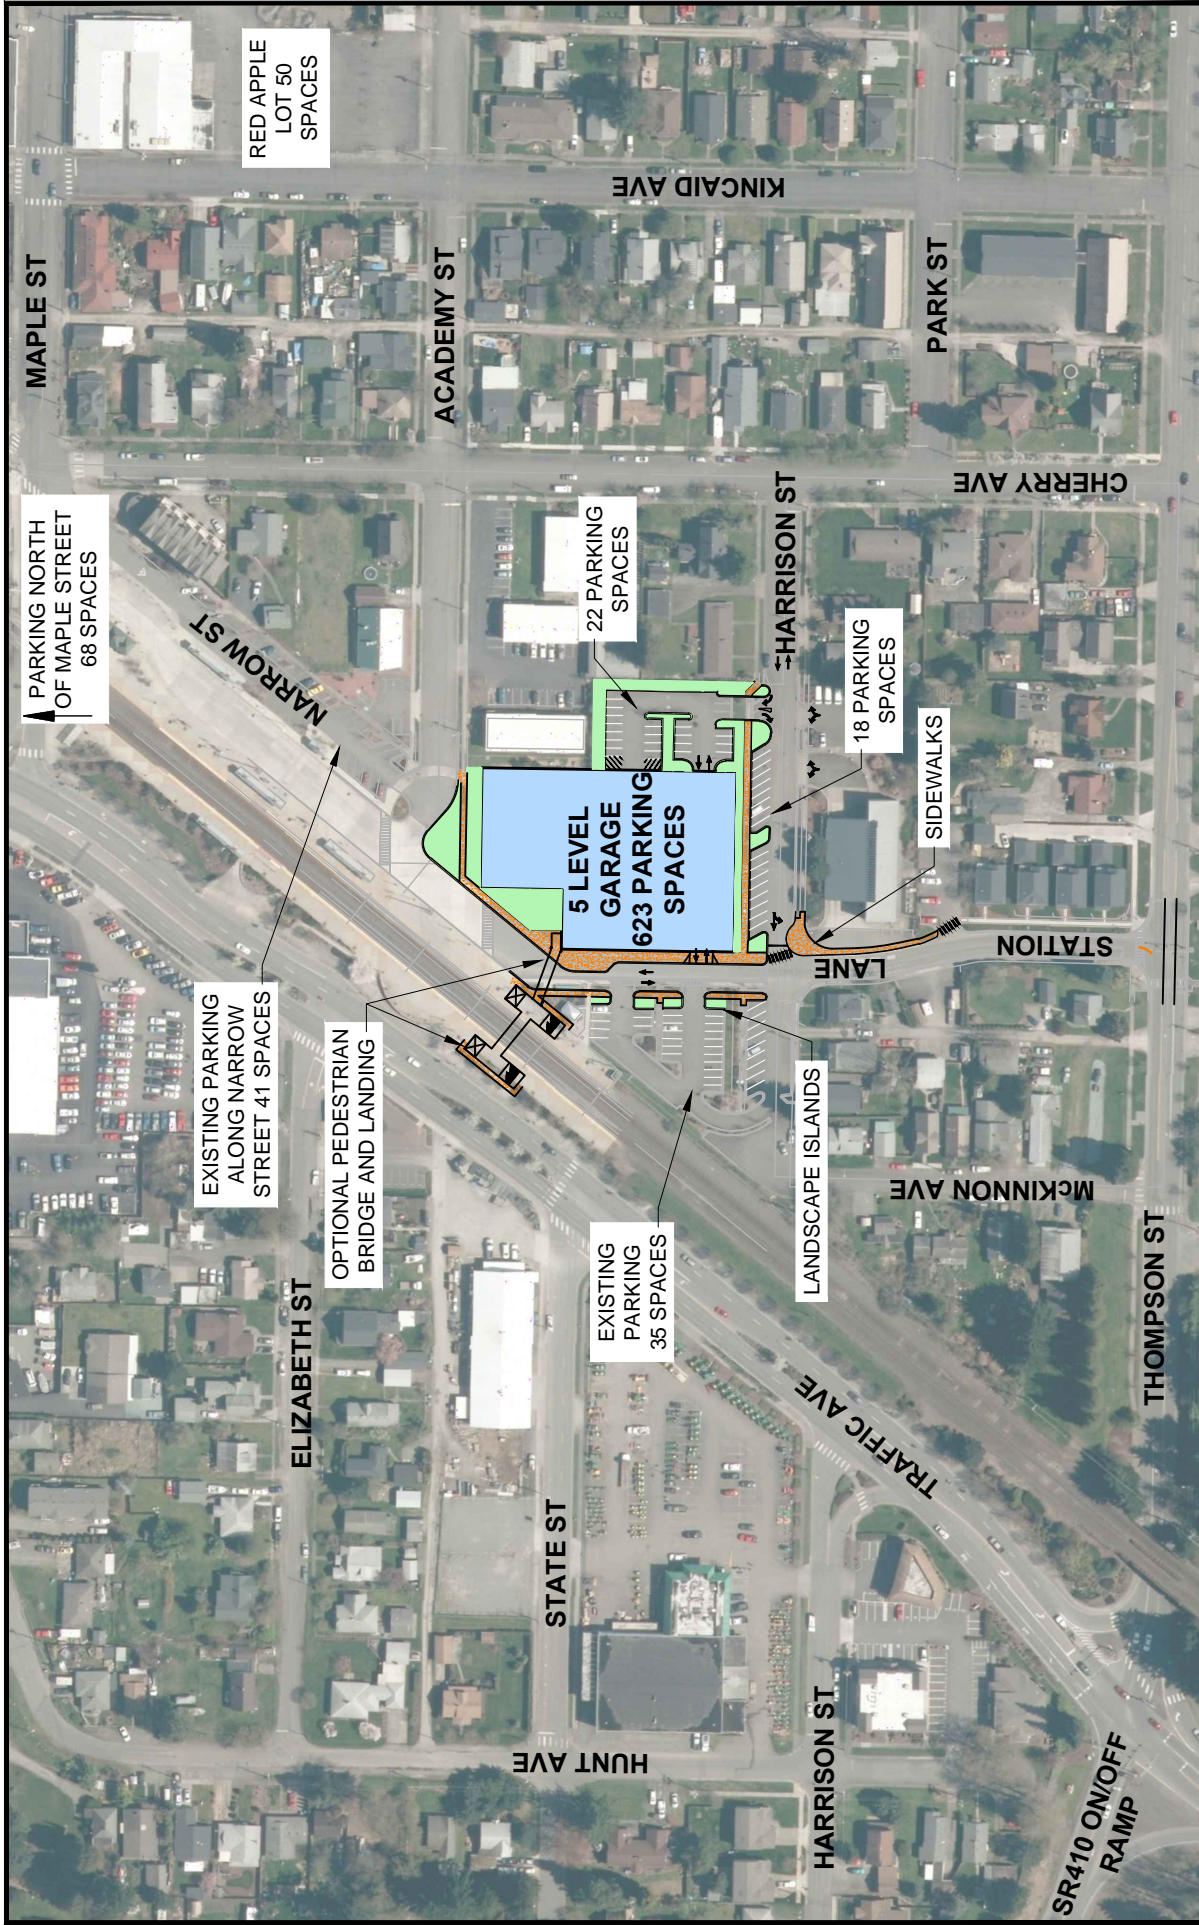 MAPLE ST
RED APPLE
LOT 50
SPACES
KINCAID AVE
ACADEMY ST
PARK ST
PARKING NORTH
OF MAPLE STREET
68 SPACES
NARROW ST
CHERRY AVE
22 PARKING
SPACES
HARRISON ST
18 PARKING
SPACES
5 LEVEL
GARAGE
623 PARKING
SPACES
SIDEWALKS
STATION
LANE
EXISTING PARKING
ALONG NARROW
STREET 41 SPACES
OPTIONAL PEDESTRIAN
BRIDGE AND LANDING
LANDSCAPE ISLANDS
McKINNON AVE
EXISTING
PARKING
35 SPACES
THOMPSON ST
ELIZABETH ST
TRAFFIC AVE
STATE ST
HUNT AVE
HARRISON ST
SR410 ON/OFF
RAMP